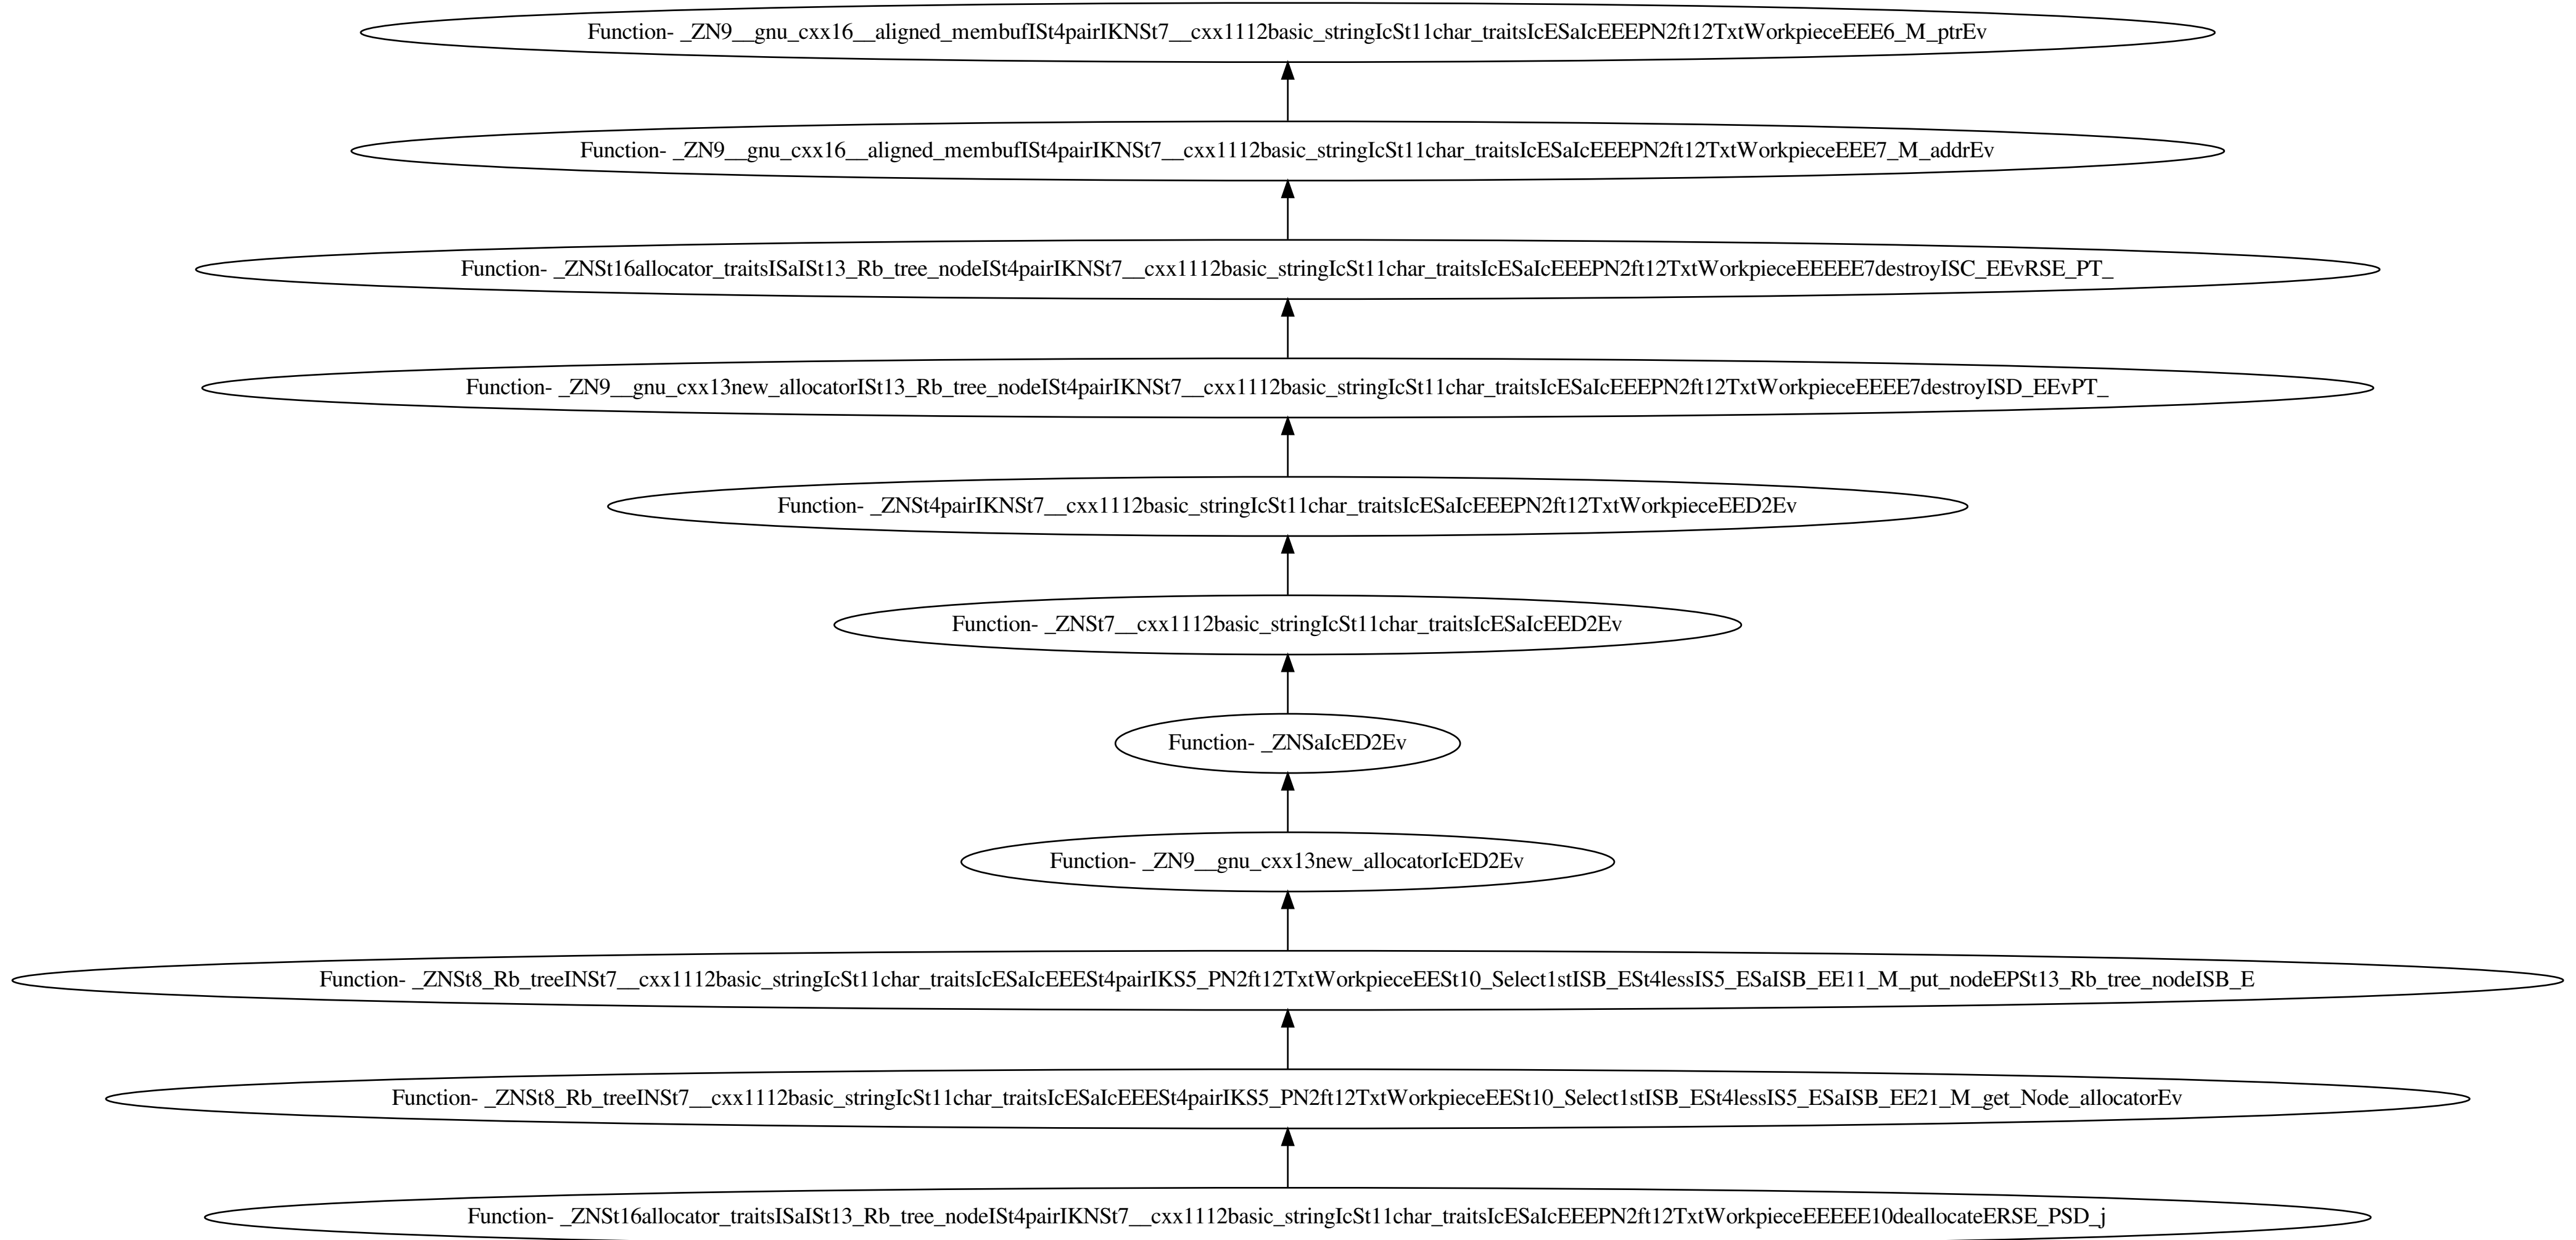 Function- _ZN9__gnu_cxx16__aligned_membufISt4pairIKNSt7__cxx1112basic_stringIcSt11char_traitsIcESaIcEEEPN2ft12TxtWorkpieceEEE6_M_ptrEv
Function- _ZN9__gnu_cxx16__aligned_membufISt4pairIKNSt7__cxx1112basic_stringIcSt11char_traitsIcESaIcEEEPN2ft12TxtWorkpieceEEE7_M_addrEv
Function- _ZNSt16allocator_traitsISaISt13_Rb_tree_nodeISt4pairIKNSt7__cxx1112basic_stringIcSt11char_traitsIcESaIcEEEPN2ft12TxtWorkpieceEEEEE7destroyISC_EEvRSE_PT_
Function- _ZN9__gnu_cxx13new_allocatorISt13_Rb_tree_nodeISt4pairIKNSt7__cxx1112basic_stringIcSt11char_traitsIcESaIcEEEPN2ft12TxtWorkpieceEEEE7destroyISD_EEvPT_
Function- _ZNSt4pairIKNSt7__cxx1112basic_stringIcSt11char_traitsIcESaIcEEEPN2ft12TxtWorkpieceEED2Ev
Function- _ZNSt7__cxx1112basic_stringIcSt11char_traitsIcESaIcEED2Ev
Function- _ZNSaIcED2Ev
Function- _ZN9__gnu_cxx13new_allocatorIcED2Ev
Function- _ZNSt8_Rb_treeINSt7__cxx1112basic_stringIcSt11char_traitsIcESaIcEEESt4pairIKS5_PN2ft12TxtWorkpieceEESt10_Select1stISB_ESt4lessIS5_ESaISB_EE11_M_put_nodeEPSt13_Rb_tree_nodeISB_E
Function- _ZNSt8_Rb_treeINSt7__cxx1112basic_stringIcSt11char_traitsIcESaIcEEESt4pairIKS5_PN2ft12TxtWorkpieceEESt10_Select1stISB_ESt4lessIS5_ESaISB_EE21_M_get_Node_allocatorEv
Function- _ZNSt16allocator_traitsISaISt13_Rb_tree_nodeISt4pairIKNSt7__cxx1112basic_stringIcSt11char_traitsIcESaIcEEEPN2ft12TxtWorkpieceEEEEE10deallocateERSE_PSD_j